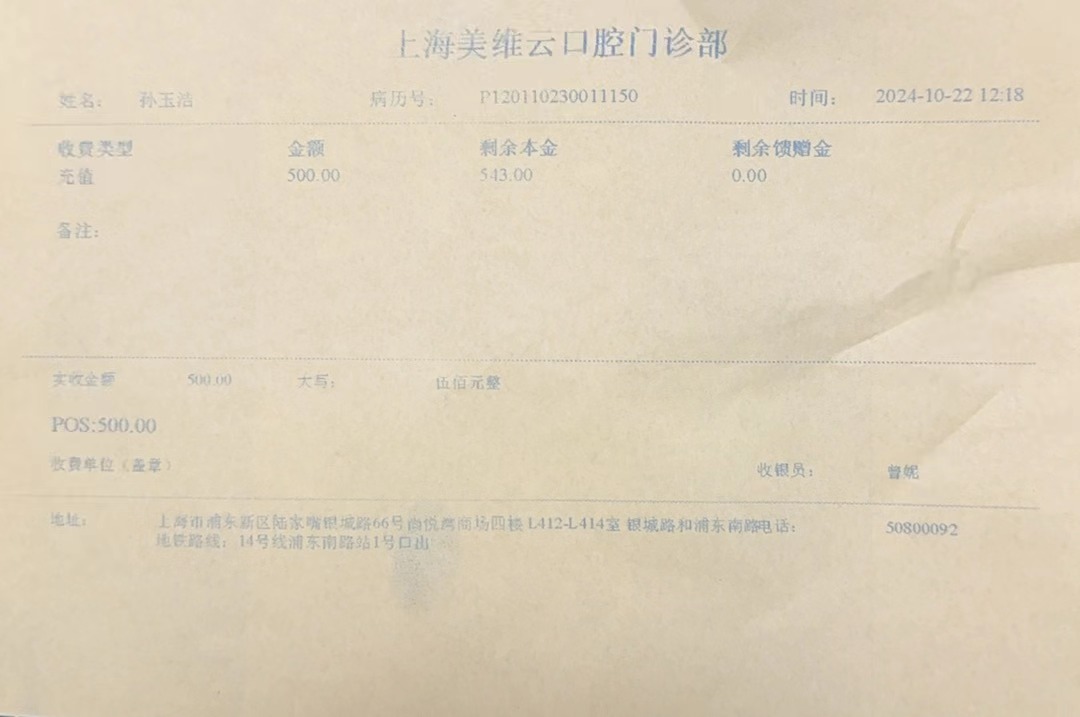 上海美维云口腔门诊部
姓名： 孙玉浩 病历号： P120110230011150 时间： 2024-10-22 12:18
收费类型 金额 剩余本金 剩余馈赠金
充值 500.00 543.00 0.00
备注：
实收金额 500.00 大写： 伍佰元整
POS:500.00
收费单位（盖章） 收银员： 曾妮
地址： 上海市浦东新区陆家嘴银城路66号尚悦湾商场四楼 L412-L414室 银城路和浦东南路电话： 50800092
地铁路线：14号线浦东南路站1号口出